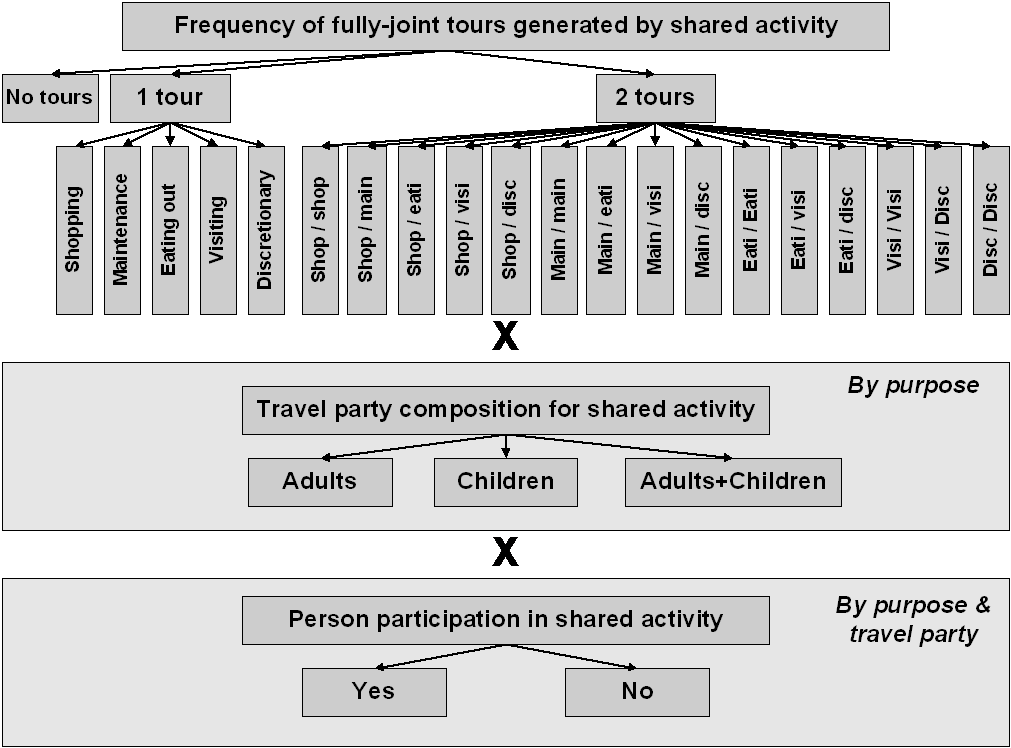 Frequency of fully-joint tours generated by shared activity
No tours
1 tour
2 tours
Shopping
Maintenance
Eating out
Visiting
Discretionary
Shop / shop
Shop / main
Shop / eati
Shop / visi
Shop / disc
Main / main
Main / eati
Main / visi
Main / disc
Eati / Eati
Eati / visi
Eati / disc
Visi / Visi
Visi / Disc
Disc / Disc
X
By purpose
Travel party composition for shared activity
Adults
Children
Adults+Children
X
By purpose &
travel party
Person participation in shared activity
Yes
No